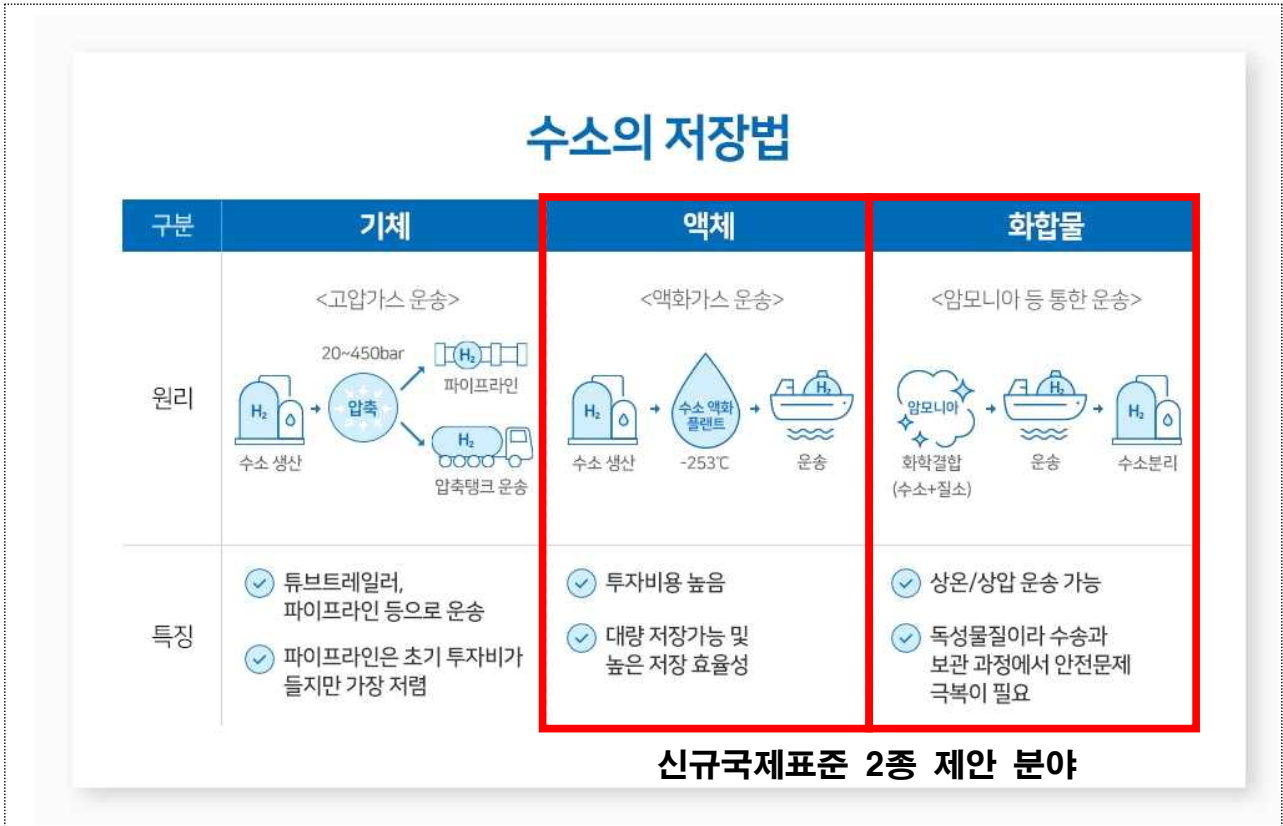 수소의 저장법
구분
기체
액체
화합물
원리
<고압가스 운송>
20~450bar
H₂
압축
H₂
파이프라인
H₂
수소 생산
압축탱크 운송
<액화가스 운송>
H₂
수소 액화
플랜트
H₂
수소 생산
-253℃
운송
<암모니아 등 통한 운송>
암모니아
H₂
H₂
화학결합
(수소+질소)
운송
수소분리
특징
튜브트레일러,
파이프라인 등으로 운송
파이프라인은 초기 투자비가
들지만 가장 저렴
투자비용 높음
대량 저장가능 및
높은 저장 효율성
상온/상압 운송 가능
독성물질이라 수송과
보관 과정에서 안전문제
극복이 필요
신규국제표준 2종 제안 분야